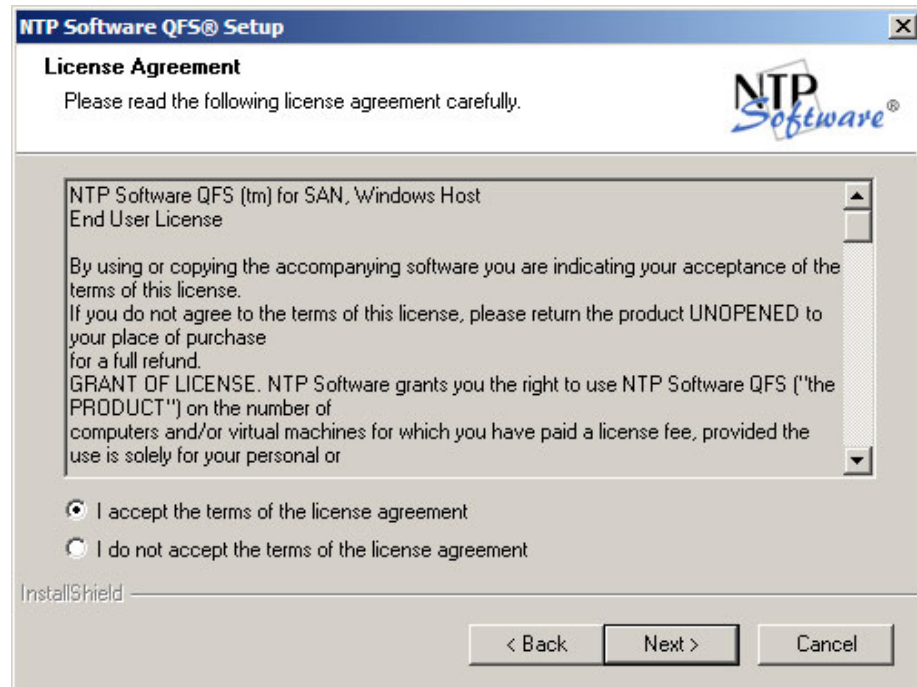 NTP Software QFS® Setup
License Agreement
Please read the following license agreement carefully.
NTP
Software®
NTP Software QFS (tm) for SAN, Windows Host
End User License
By using or copying the accompanying software you are indicating your acceptance of the
terms of this license.
If you do not agree to the terms of this license, please return the product UNOPENED to
your place of purchase
for a full refund.
GRANT OF LICENSE. NTP Software grants you the right to use NTP Software QFS ("the
PRODUCT") on the number of
computers and/or virtual machines for which you have paid a license fee, provided the
use is solely for your personal or
I accept the terms of the license agreement
I do not accept the terms of the license agreement
InstallShield
< Back
Next >
Cancel